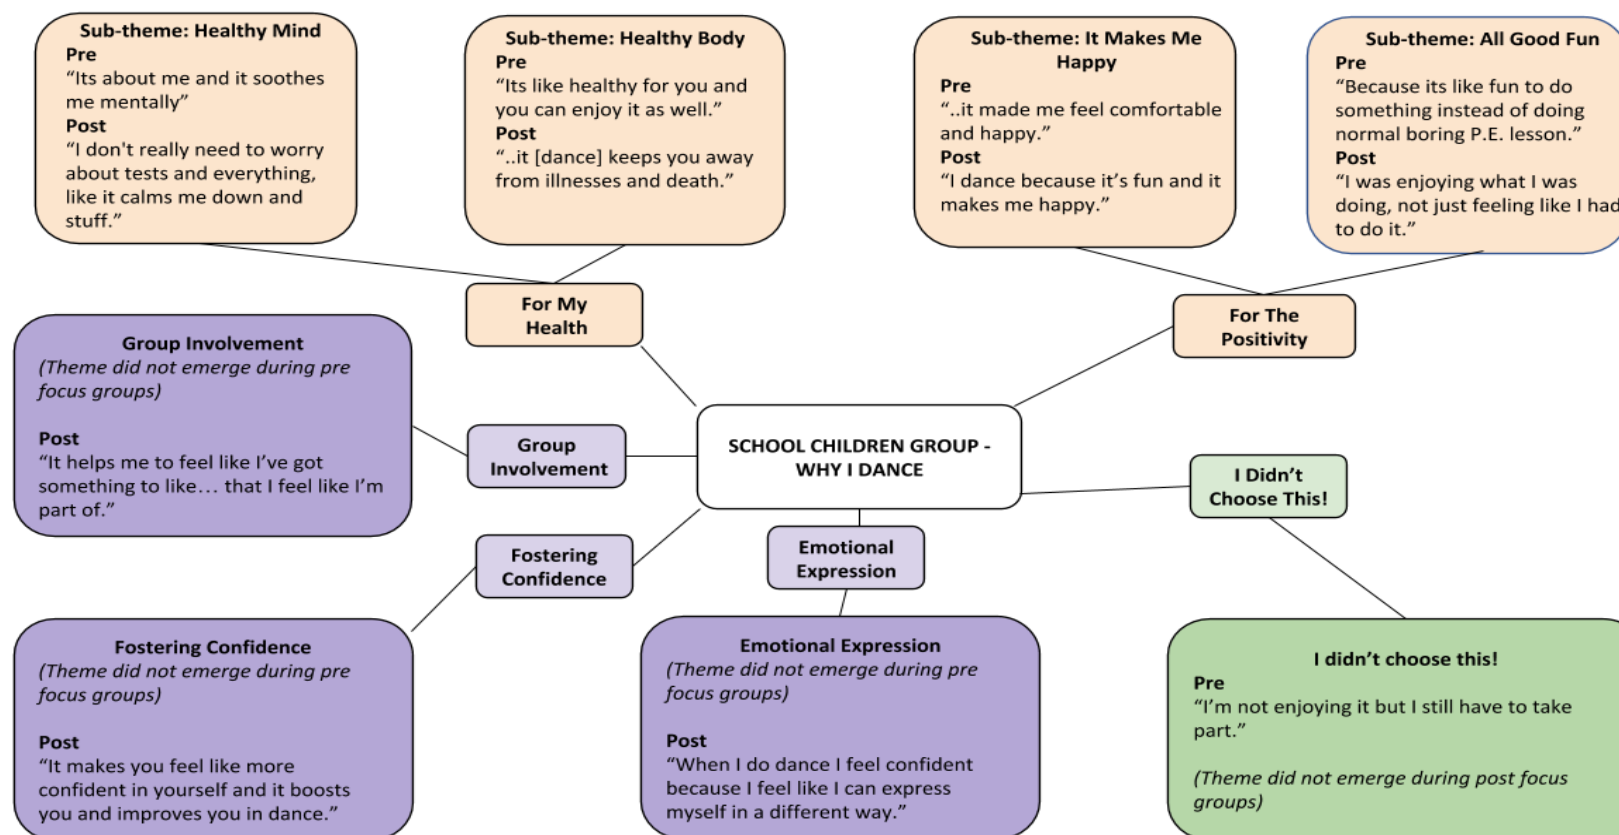 Sub-theme: Healthy Mind
Pre
“Its about me and it soothes
me mentally”
Post
“I don't really need to worry
about tests and everything,
like it calms me down and
stuff.”
Sub-theme: Healthy Body
Pre
“Its like healthy for you and
you can enjoy it as well.”
Post
“..it [dance] keeps you away
from illnesses and death.”
Sub-theme: It Makes Me
Happy
Pre
“..it made me feel comfortable
and happy.”
Post
“I dance because it’s fun and it
makes me happy.”
Sub-theme: All Good Fun
Pre
“Because its like fun to do
something instead of doing
normal boring P.E. lesson.”
Post
“I was enjoying what I was
doing, not just feeling like I had
to do it.”
For My
Health
For The
Positivity
Group Involvement
(Theme did not emerge during pre
focus groups)
Post
“It helps me to feel like I’ve got
something to like… that I feel like I’m
part of.”
Group
Involvement
SCHOOL CHILDREN GROUP -
WHY I DANCE
I Didn’t
Choose This!
Fostering
Confidence
Emotional
Expression
Fostering Confidence
(Theme did not emerge during pre
focus groups)
Post
“It makes you feel like more
confident in yourself and it boosts
you and improves you in dance.”
Emotional Expression
(Theme did not emerge during pre
focus groups)
Post
“When I do dance I feel confident
because I feel like I can express
myself in a different way.”
I didn’t choose this!
Pre
“I’m not enjoying it but I still have to take
part.”
(Theme did not emerge during post focus
groups)